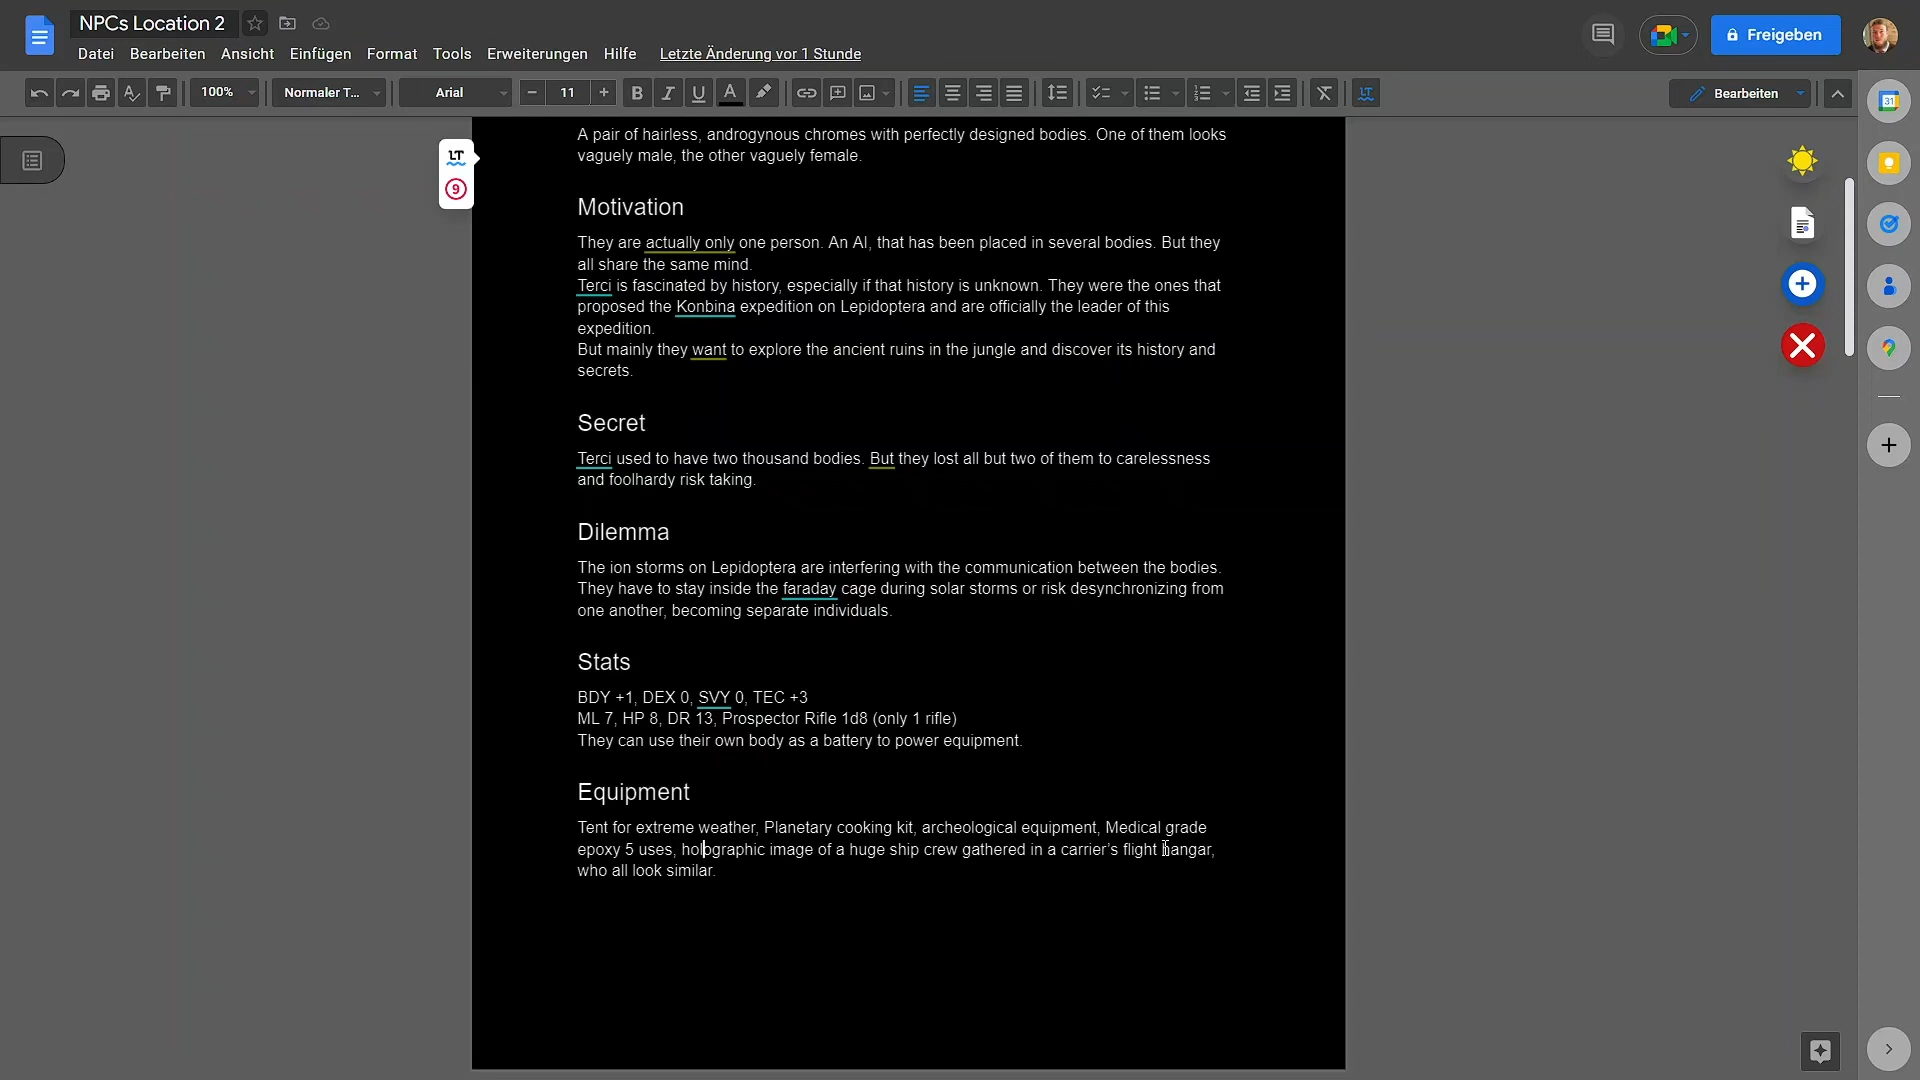 NPCs Location 2
Datei Bearbeiten Ansicht Einfügen Format Tools Erweiterungen Hilfe Letzte Änderung vor 1 Stunde
Freigeben
100% Normaler T... Arial 11 B I U A LT Bearbeiten
31
LT
9
A pair of hairless, androgynous chromes with perfectly designed bodies. One of them looks
vaguely male, the other vaguely female.
Motivation
They are actually only one person. An AI, that has been placed in several bodies. But they
all share the same mind.
Terci is fascinated by history, especially if that history is unknown. They were the ones that
proposed the Konbina expedition on Lepidoptera and are officially the leader of this
expedition.
But mainly they want to explore the ancient ruins in the jungle and discover its history and
secrets.
Secret
Terci used to have two thousand bodies. But they lost all but two of them to carelessness
and foolhardy risk taking.
Dilemma
The ion storms on Lepidoptera are interfering with the communication between the bodies.
They have to stay inside the faraday cage during solar storms or risk desynchronizing from
one another, becoming separate individuals.
Stats
BDY +1, DEX 0, SVY 0, TEC +3
ML 7, HP 8, DR 13, Prospector Rifle 1d8 (only 1 rifle)
They can use their own body as a battery to power equipment.
Equipment
Tent for extreme weather, Planetary cooking kit, archeological equipment, Medical grade
epoxy 5 uses, holographic image of a huge ship crew gathered in a carrier's flight hangar,
who all look similar.